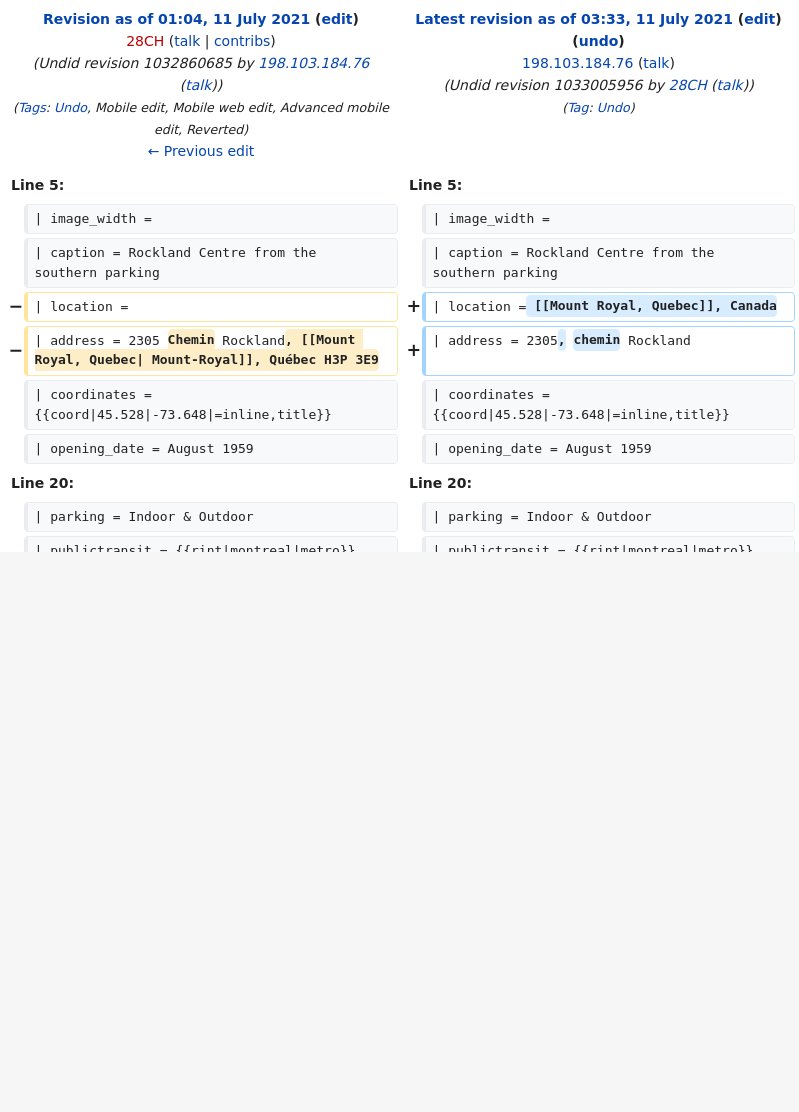 Revision as of 01:04, 11 July 2021 (edit)
28CH (talk | contribs)
(Undid revision 1032860685 by 198.103.184.76
(talk))
(Tags: Undo, Mobile edit, Mobile web edit, Advanced mobile
edit, Reverted)
← Previous edit
Latest revision as of 03:33, 11 July 2021 (edit)
(undo)
198.103.184.76 (talk)
(Undid revision 1033005956 by 28CH (talk))
(Tag: Undo)
Line 5:
Line 5:
| image_width =
| image_width =
| caption = Rockland Centre from the
southern parking
| caption = Rockland Centre from the
southern parking
− | location =
+ | location = [[Mount Royal, Quebec]], Canada
− | address = 2305 Chemin Rockland, [[Mount
Royal, Quebec| Mount-Royal]], Québec H3P 3E9
+ | address = 2305, chemin Rockland
| coordinates =
{{coord|45.528|-73.648|=inline,title}}
| coordinates =
{{coord|45.528|-73.648|=inline,title}}
| opening_date = August 1959
| opening_date = August 1959
Line 20:
Line 20:
| parking = Indoor & Outdoor
| parking = Indoor & Outdoor
| publictransit = {{rint|montreal|metro}}
| publictransit = {{rint|montreal|metro}}